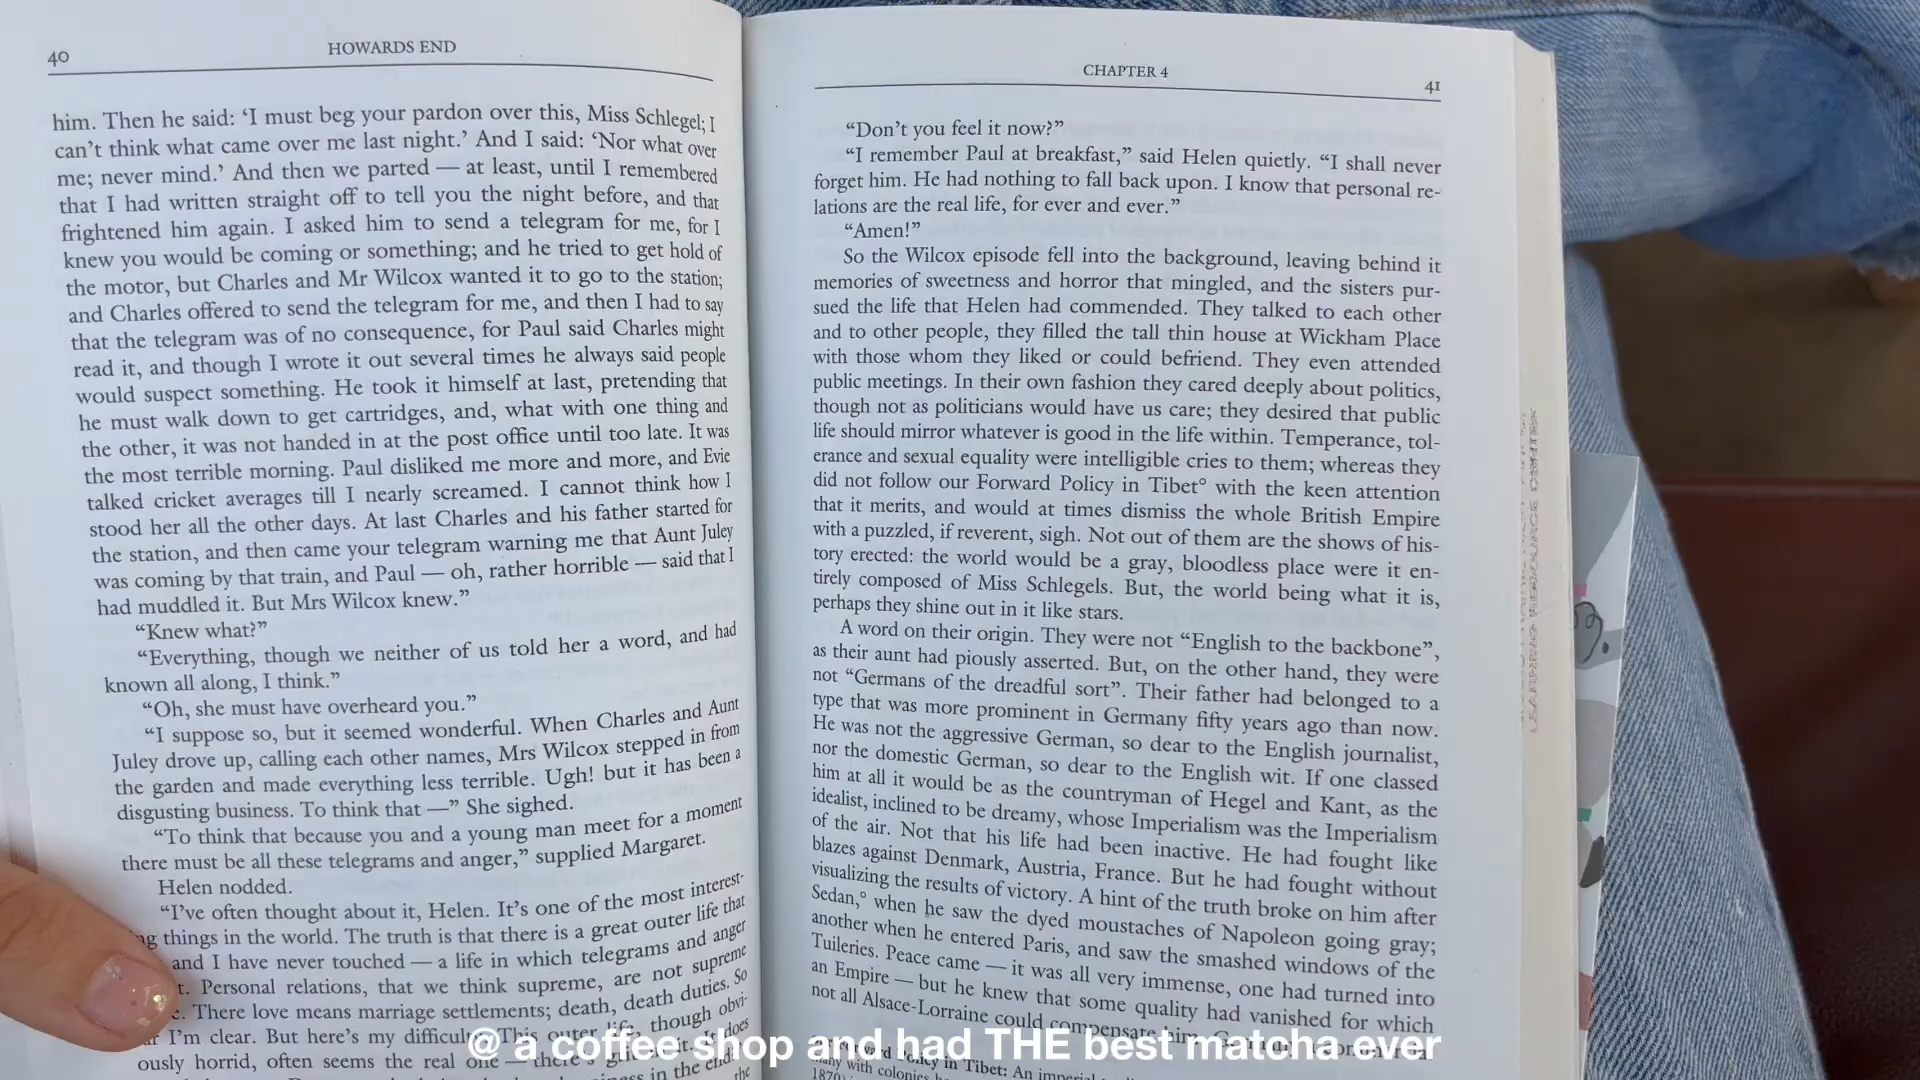 40
HOWARDS END
him. Then he said: ‘I must beg your pardon over this, Miss Schlegel; I
can’t think what came over me last night.’ And I said: ‘Nor what over
me; never mind.’ And then we parted — at least, until I remembered
that I had written straight off to tell you the night before, and that
frightened him again. I asked him to send a telegram for me, for I
knew you would be coming or something; and he tried to get hold of
the motor, but Charles and Mr Wilcox wanted it to go to the station;
and Charles offered to send the telegram for me, and then I had to say
that the telegram was of no consequence, for Paul said Charles might
read it, and though I wrote it out several times he always said people
would suspect something. He took it himself at last, pretending that
he must walk down to get cartridges, and, what with one thing and
the other, it was not handed in at the post office until too late. It was
the most terrible morning. Paul disliked me more and more, and Evie
talked cricket averages till I nearly screamed. I cannot think how I
stood her all the other days. At last Charles and his father started for
the station, and then came your telegram warning me that Aunt Juley
was coming by that train, and Paul — oh, rather horrible — said that I
had muddled it. But Mrs Wilcox knew.”
“Knew what?”
“Everything, though we neither of us told her a word, and had
known all along, I think.”
“Oh, she must have overheard you.”
“I suppose so, but it seemed wonderful. When Charles and Aunt
Juley drove up, calling each other names, Mrs Wilcox stepped in from
the garden and made everything less terrible. Ugh! but it has been a
disgusting business. To think that —” She sighed.
“To think that because you and a young man meet for a moment
there must be all these telegrams and anger,” supplied Margaret.
Helen nodded.
“I’ve often thought about it, Helen. It’s one of the most interest-
things in the world. The truth is that there is a great outer life that
and I have never touched — a life in which telegrams and anger
Personal relations, that we think supreme, are not supreme
There love means marriage settlements; death, death duties. So
I’m clear. But here’s my This outer life, though obvi-
ously horrid, often seems the real one — there’s it. It does
in the end
the
CHAPTER 4
41
“Don’t you feel it now?”
“I remember Paul at breakfast,” said Helen quietly. “I shall never
forget him. He had nothing to fall back upon. I know that personal re-
lations are the real life, for ever and ever.”
“Amen!”
So the Wilcox episode fell into the background, leaving behind it
memories of sweetness and horror that mingled, and the sisters pur-
sued the life that Helen had commended. They talked to each other
and to other people, they filled the tall thin house at Wickham Place
with those whom they liked or could befriend. They even attended
public meetings. In their own fashion they cared deeply about politics,
though not as politicians would have us care; they desired that public
life should mirror whatever is good in the life within. Temperance, tol-
erance and sexual equality were intelligible cries to them; whereas they
did not follow our Forward Policy in Tibet° with the keen attention
that it merits, and would at times dismiss the whole British Empire
with a puzzled, if reverent, sigh. Not out of them are the shows of his-
tory erected: the world would be a gray, bloodless place were it en-
tirely composed of Miss Schlegels. But, the world being what it is,
perhaps they shine out in it like stars.
A word on their origin. They were not “English to the backbone”,
as their aunt had piously asserted. But, on the other hand, they were
not “Germans of the dreadful sort”. Their father had belonged to a
type that was more prominent in Germany fifty years ago than now.
He was not the aggressive German, so dear to the English journalist,
nor the domestic German, so dear to the English wit. If one classed
him at all it would be as the countryman of Hegel and Kant, as the
idealist, inclined to be dreamy, whose Imperialism was the Imperialism
of the air. Not that his life had been inactive. He had fought like
blazes against Denmark, Austria, France. But he had fought without
visualizing the results of victory. A hint of the truth broke on him after
Sedan,° when he saw the dyed moustaches of Napoleon going gray;
another when he entered Paris, and saw the smashed windows of the
Tuileries. Peace came — it was all very immense, one had turned into
an Empire — but he knew that some quality had vanished for which
not all Alsace-Lorraine could compensate him.
Forward Policy in Tibet: An imperial
many with colonies
1870)
@ a coffee shop and had THE best matcha ever